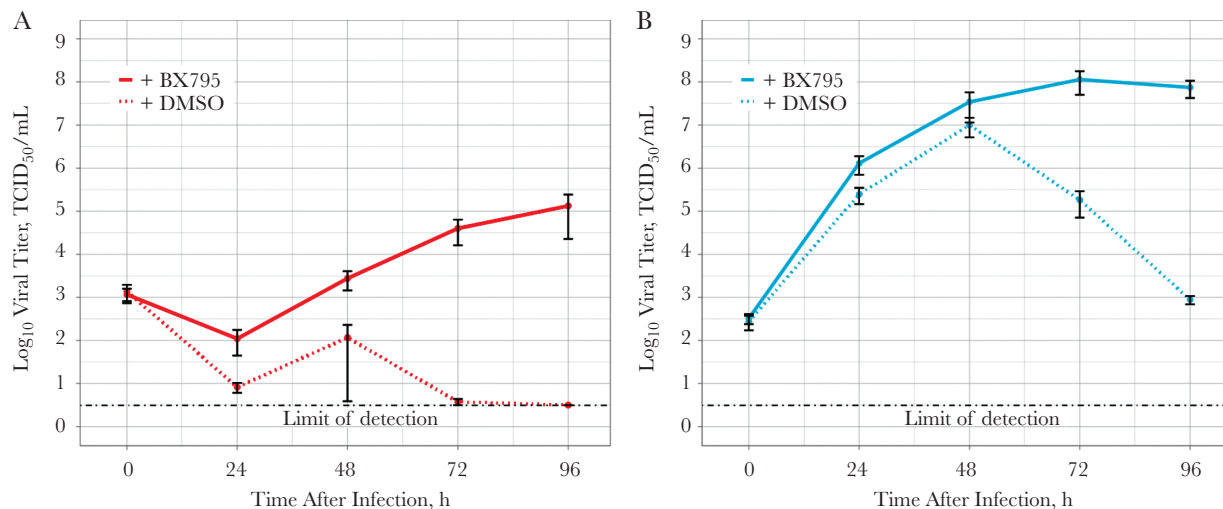 A
Log10 Viral Titer, TCID50/mL
9
8
7
6
5
4
3
2
1
0
+ BX795
+ DMSO
Limit of detection
0 24 48 72 96
Time After Infection, h
B
Log10 Viral Titer, TCID50/mL
9
8
7
6
5
4
3
2
1
0
+ BX795
+ DMSO
Limit of detection
0 24 48 72 96
Time After Infection, h